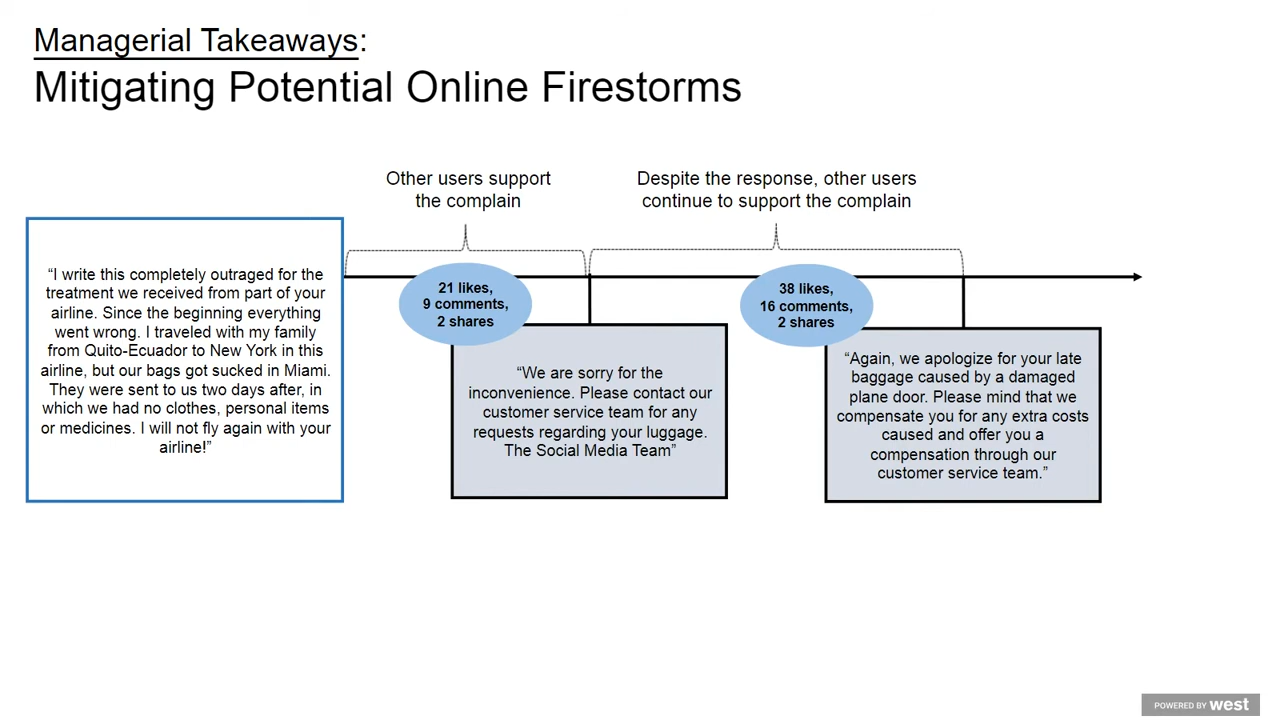 Managerial Takeaways:
Mitigating Potential Online Firestorms
Other users support
the complain
Despite the response, other users
continue to support the complain
“I write this completely outraged for the
treatment we received from part of your
airline. Since the beginning everything
went wrong. I traveled with my family
from Quito-Ecuador to New York in this
airline, but our bags got sucked in Miami.
They were sent to us two days after, in
which we had no clothes, personal items
or medicines. I will not fly again with your
airline!”
21 likes,
9 comments,
2 shares
“We are sorry for the
inconvenience. Please contact our
customer service team for any
requests regarding your luggage.
The Social Media Team”
38 likes,
16 comments,
2 shares
“Again, we apologize for your late
baggage caused by a damaged
plane door. Please mind that we
compensate you for any extra costs
caused and offer you a
compensation through our
customer service team.”
POWERED BY west